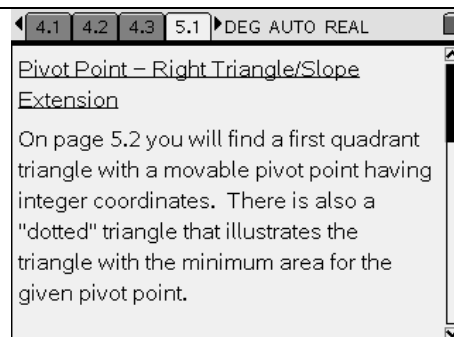 4.1 4.2 4.3 5.1 DEG AUTO REAL
Pivot Point – Right Triangle/Slope
Extension
On page 5.2 you will find a first quadrant
triangle with a movable pivot point having
integer coordinates. There is also a
"dotted" triangle that illustrates the
triangle with the minimum area for the
given pivot point.